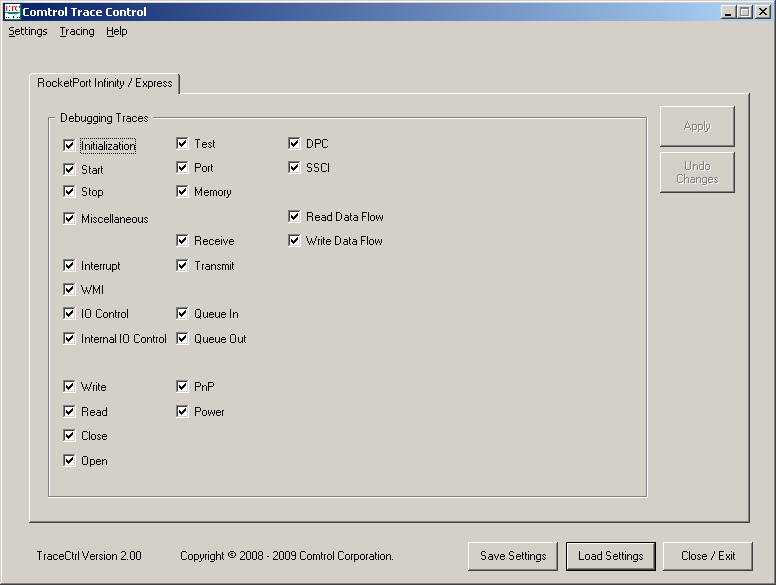 Comtrol Trace Control
Settings Tracing Help
RocketPort Infinity / Express
Debugging Traces
Initialization Test DPC
Start Port SSCI
Stop Memory
Miscellaneous Read Data Flow
Receive Write Data Flow
Interrupt Transmit
WMI
IO Control Queue In
Internal IO Control Queue Out
Write PnP
Read Power
Close
Open
Apply
Undo
Changes
TraceCtrl Version 2.00 Copyright © 2008 - 2009 Comtrol Corporation. Save Settings Load Settings Close / Exit